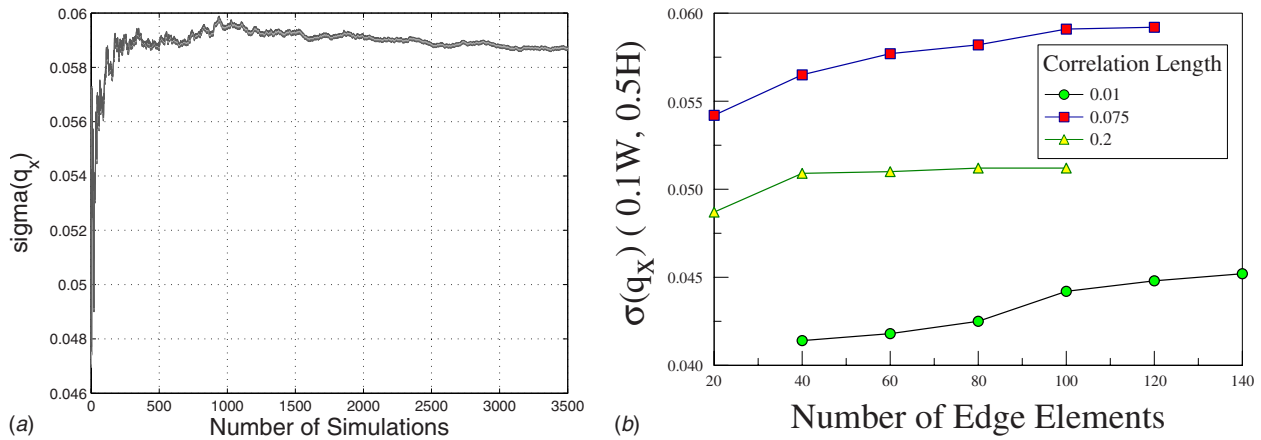 0.06
0.058
0.056
0.054
0.052
0.05
0.048
0.046
sigma(q_x)
0 500 1000 1500 2000 2500 3000 3500
Number of Simulations
(a)
0.060
0.055
0.050
0.045
0.040
σ(q_X) ( 0.1W, 0.5H)
Correlation Length
0.01
0.075
0.2
20 40 60 80 100 120 140
Number of Edge Elements
(b)